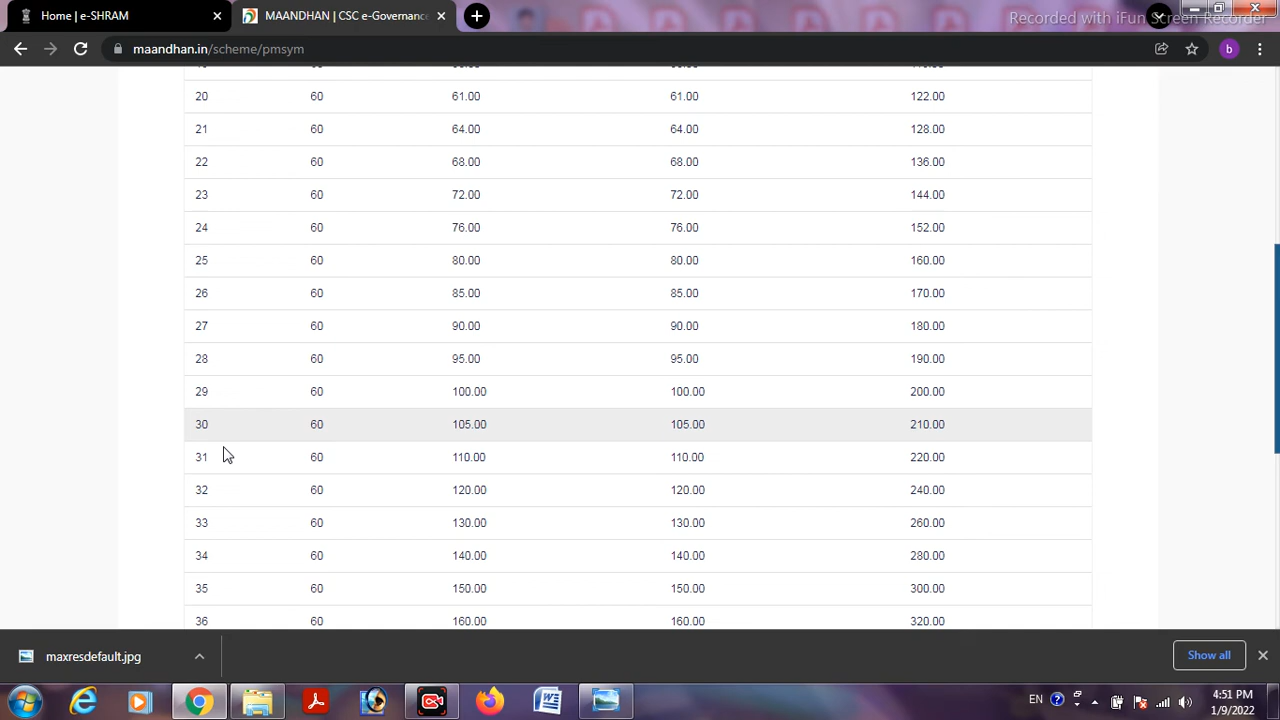 Home | e-SHRAM
MAANDHAN | CSC e-Governance
Recorded with iFun Screen Recorder
maandhan.in/scheme/pmsym
b
20 60 61.00 61.00 122.00
21 60 64.00 64.00 128.00
22 60 68.00 68.00 136.00
23 60 72.00 72.00 144.00
24 60 76.00 76.00 152.00
25 60 80.00 80.00 160.00
26 60 85.00 85.00 170.00
27 60 90.00 90.00 180.00
28 60 95.00 95.00 190.00
29 60 100.00 100.00 200.00
30 60 105.00 105.00 210.00
31 60 110.00 110.00 220.00
32 60 120.00 120.00 240.00
33 60 130.00 130.00 260.00
34 60 140.00 140.00 280.00
35 60 150.00 150.00 300.00
36 60 160.00 160.00 320.00
maxresdefault.jpg
Show all
EN
4:51 PM
1/9/2022